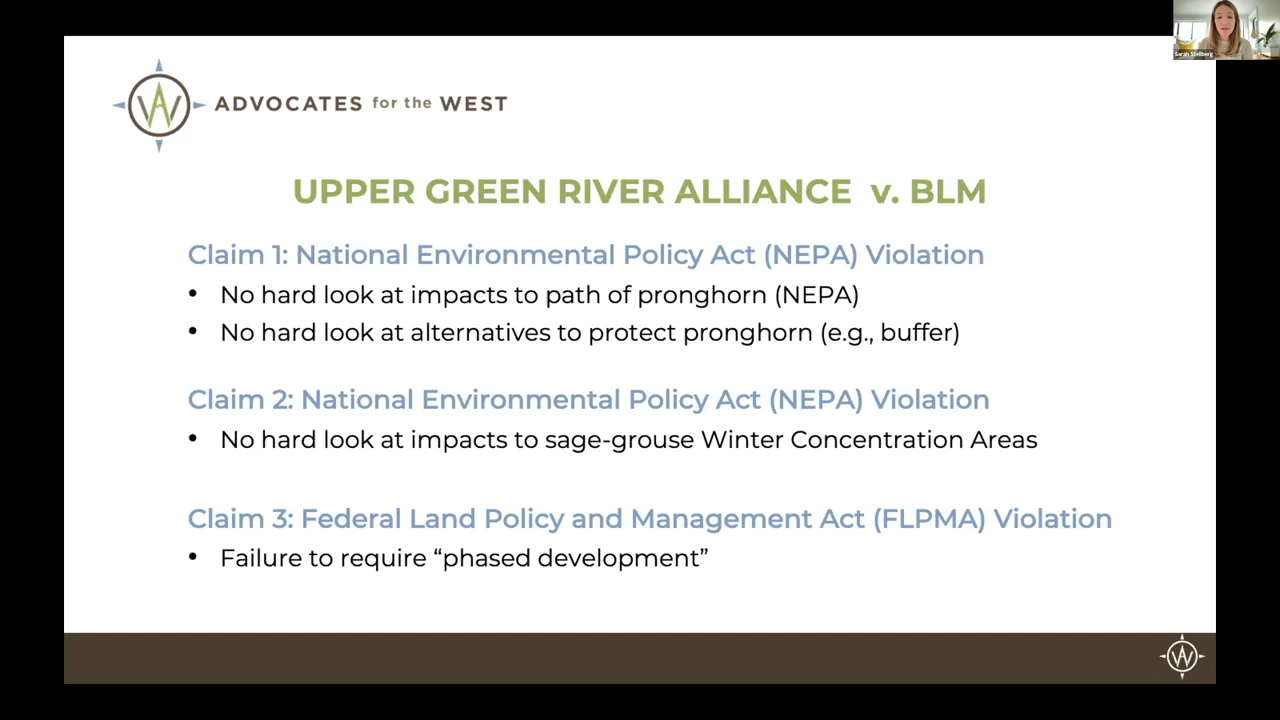 Sarah Stellberg
ADVOCATES for the WEST
UPPER GREEN RIVER ALLIANCE v. BLM
Claim 1: National Environmental Policy Act (NEPA) Violation
• No hard look at impacts to path of pronghorn (NEPA)
• No hard look at alternatives to protect pronghorn (e.g., buffer)
Claim 2: National Environmental Policy Act (NEPA) Violation
• No hard look at impacts to sage-grouse Winter Concentration Areas
Claim 3: Federal Land Policy and Management Act (FLPMA) Violation
• Failure to require “phased development”